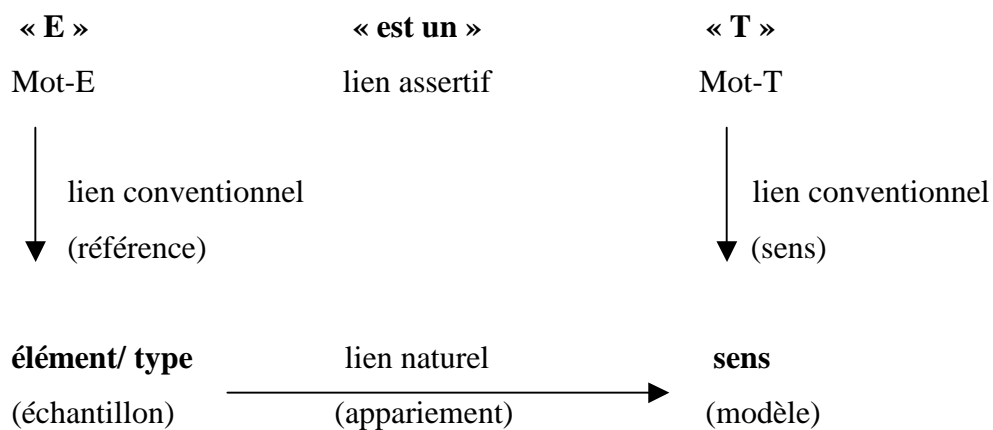 « E » « est un » « T »
Mot-E lien assertif Mot-T
lien conventionnel lien conventionnel
(référence) (sens)
élément/ type lien naturel sens
(échantillon) (appariement) (modèle)